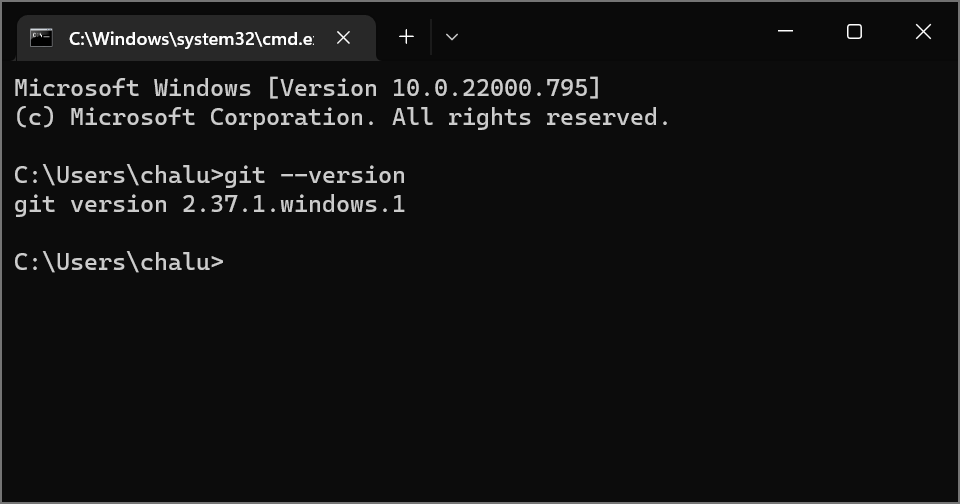 C:\Windows\system32\cmd.e
Microsoft Windows [Version 10.0.22000.795]
(c) Microsoft Corporation. All rights reserved.
C:\Users\chalu>git --version
git version 2.37.1.windows.1
C:\Users\chalu>